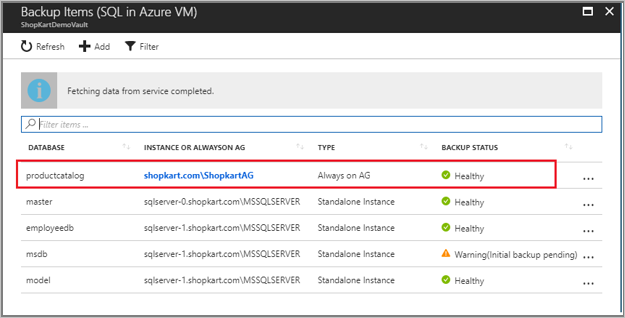 Backup Items (SQL in Azure VM)
ShopKartDemoVault
Refresh Add Filter
Fetching data from service completed.
Filter items ...
DATABASE INSTANCE OR ALWAYSON AG TYPE BACKUP STATUS
productcatalog shopkart.com\ShopkartAG Always on AG Healthy ...
master sqlserver-0.shopkart.com\MSSQLSERVER Standalone Instance Healthy ...
employeedb sqlserver-1.shopkart.com\MSSQLSERVER Standalone Instance Healthy ...
msdb sqlserver-1.shopkart.com\MSSQLSERVER Standalone Instance Warning(Initial backup pending) ...
model sqlserver-1.shopkart.com\MSSQLSERVER Standalone Instance Healthy ...